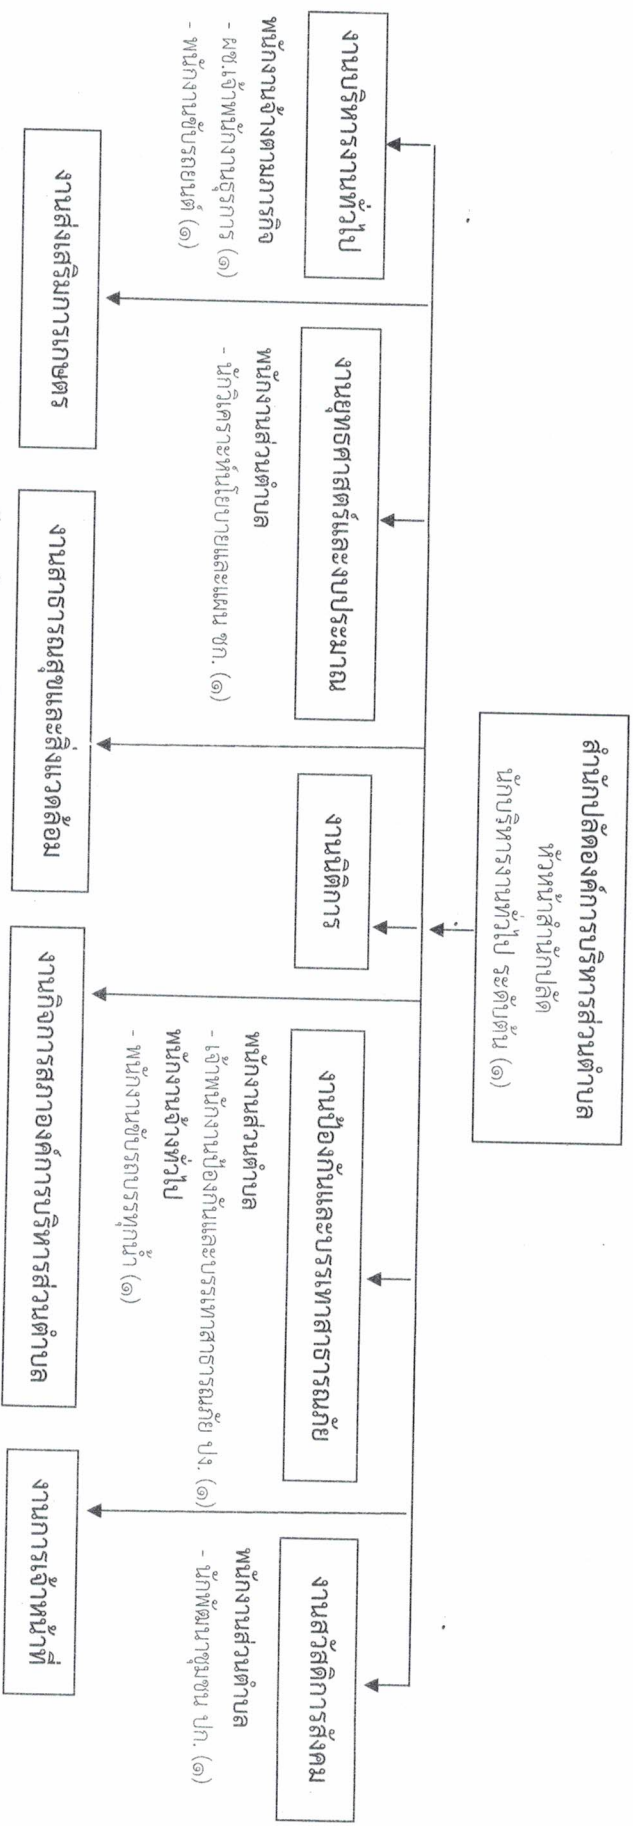 สำนักปลัดองค์การบริหารส่วนตำบล
หัวหน้าสำนักปลัด
นักบริหารงานทั่วไป ระดับต้น (๑)
งานบริหารงานทั่วไป
พนักงานจ้างตามภารกิจ
- ผช.เจ้าพนักงานธุรการ (๑)
- พนักงานขับรถยนต์ (๑)
งานยุทธศาสตร์และงบประมาณ
พนักงานส่วนตำบล
- นักวิเคราะห์นโยบายและแผน ชก. (๑)
งานนิติการ
งานป้องกันและบรรเทาสาธารณภัย
พนักงานส่วนตำบล
- เจ้าพนักงานป้องกันและบรรเทาสาธารณภัย ปง. (๑)
พนักงานจ้างทั่วไป
- พนักงานขับรถบรรทุกน้ำ (๑)
งานสวัสดิการสังคม
พนักงานส่วนตำบล
- นักพัฒนาชุมชน ปก. (๑)
งานส่งเสริมการเกษตร
งานสาธารณสุขและสิ่งแวดล้อม
งานกิจการสภาองค์การบริหารส่วนตำบล
งานการเจ้าหน้าที่